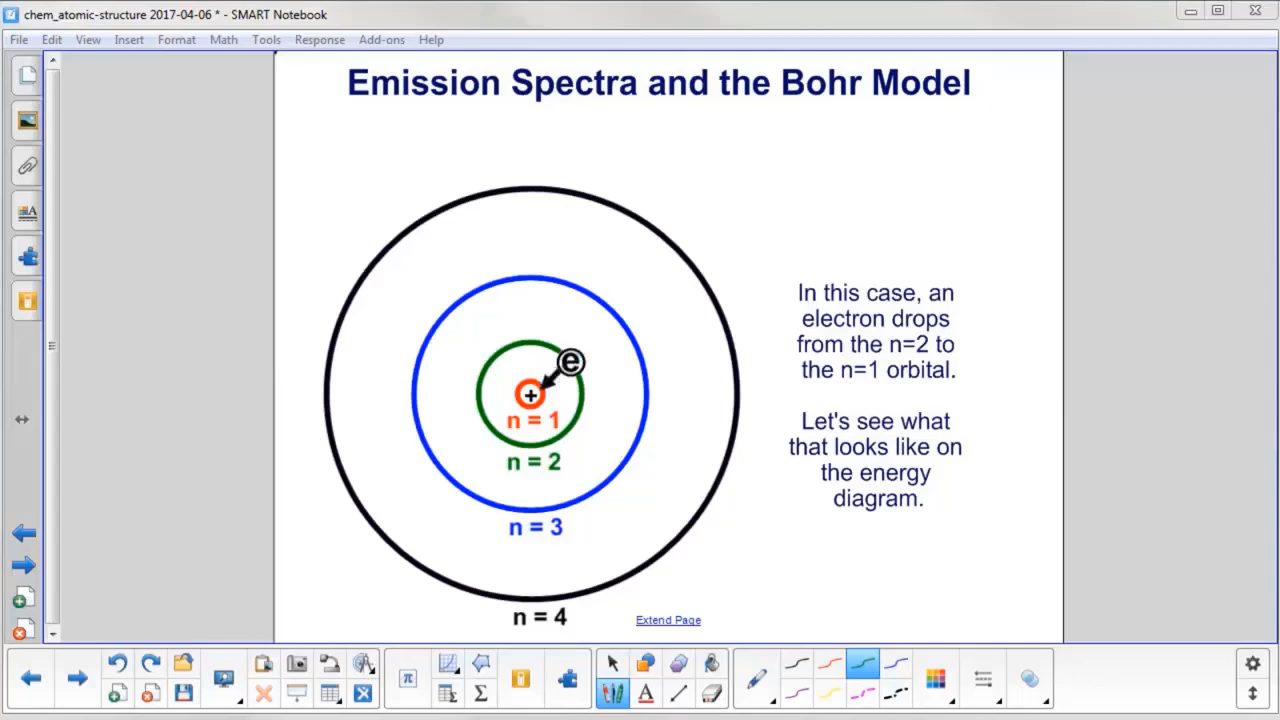 chem_atomic-structure 2017-04-06 * - SMART Notebook
File Edit View Insert Format Math Tools Response Add-ons Help
Emission Spectra and the Bohr Model
e
+
n = 1
n = 2
n = 3
n = 4
In this case, an
electron drops
from the n=2 to
the n=1 orbital.
Let's see what
that looks like on
the energy
diagram.
Extend Page
π
Σ
A